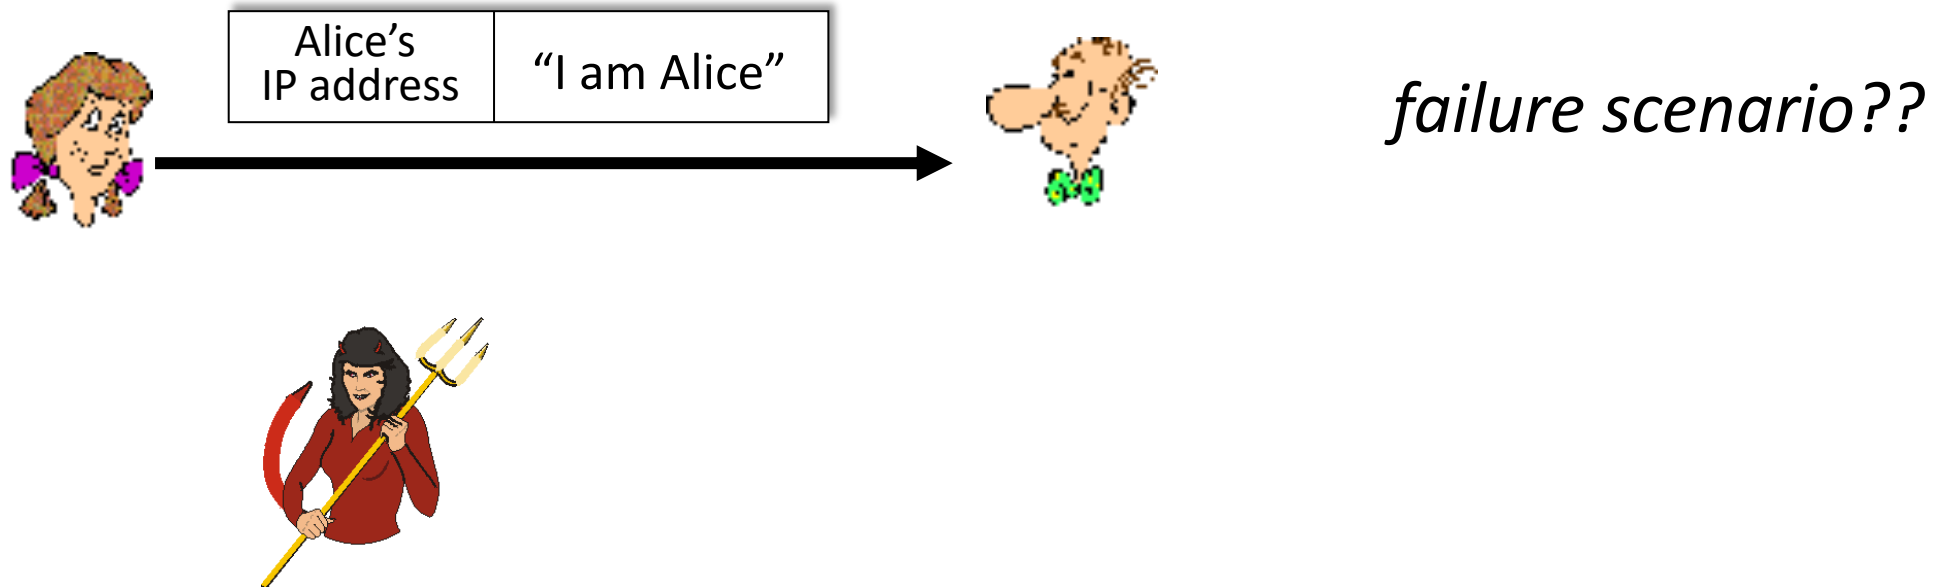 Alice’s
IP address
“I am Alice”
failure scenario??